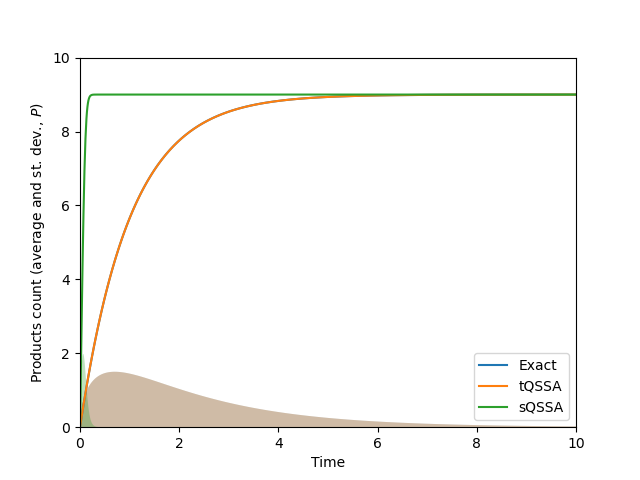 Products count (average and st. dev., P)
10
8
6
4
2
0
0 2 4 6 8 10
Time
Exact
tQSSA
sQSSA